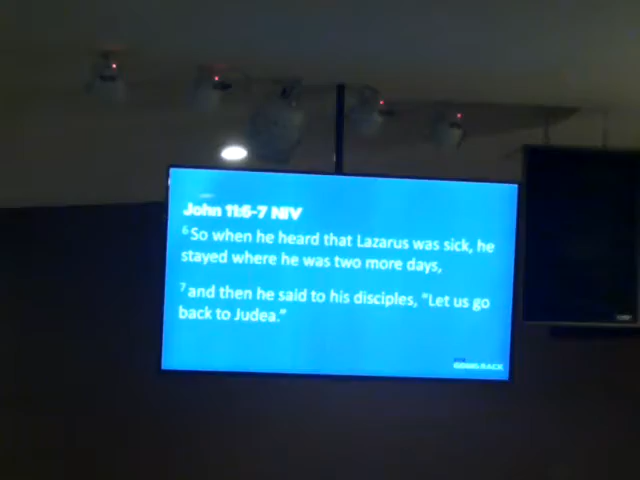 John 11:6-7 NIV
6 So when he heard that Lazarus was sick, he
stayed where he was two more days,
7 and then he said to his disciples, "Let us go
back to Judea."